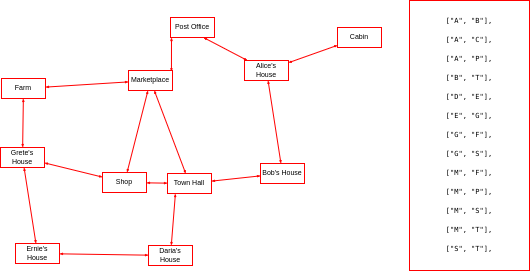 Post Office
Cabin
Alice's
House
Marketplace
Farm
Grete's
House
Shop
Town Hall
Bob's House
Ernie's
House
Daria's
House
["A", "B"],
["A", "C"],
["A", "P"],
["B", "T"],
["D", "E"],
["E", "G"],
["G", "F"],
["G", "S"],
["M", "F"],
["M", "P"],
["M", "S"],
["M", "T"],
["S", "T"],